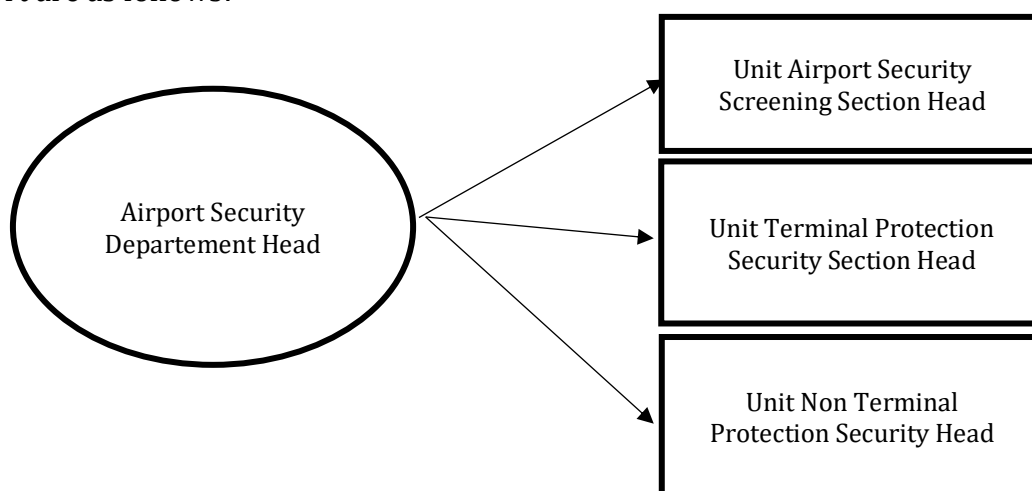 Airport Security
Departement Head
Unit Airport Security
Screening Section Head
Unit Terminal Protection
Security Section Head
Unit Non Terminal
Protection Security Head